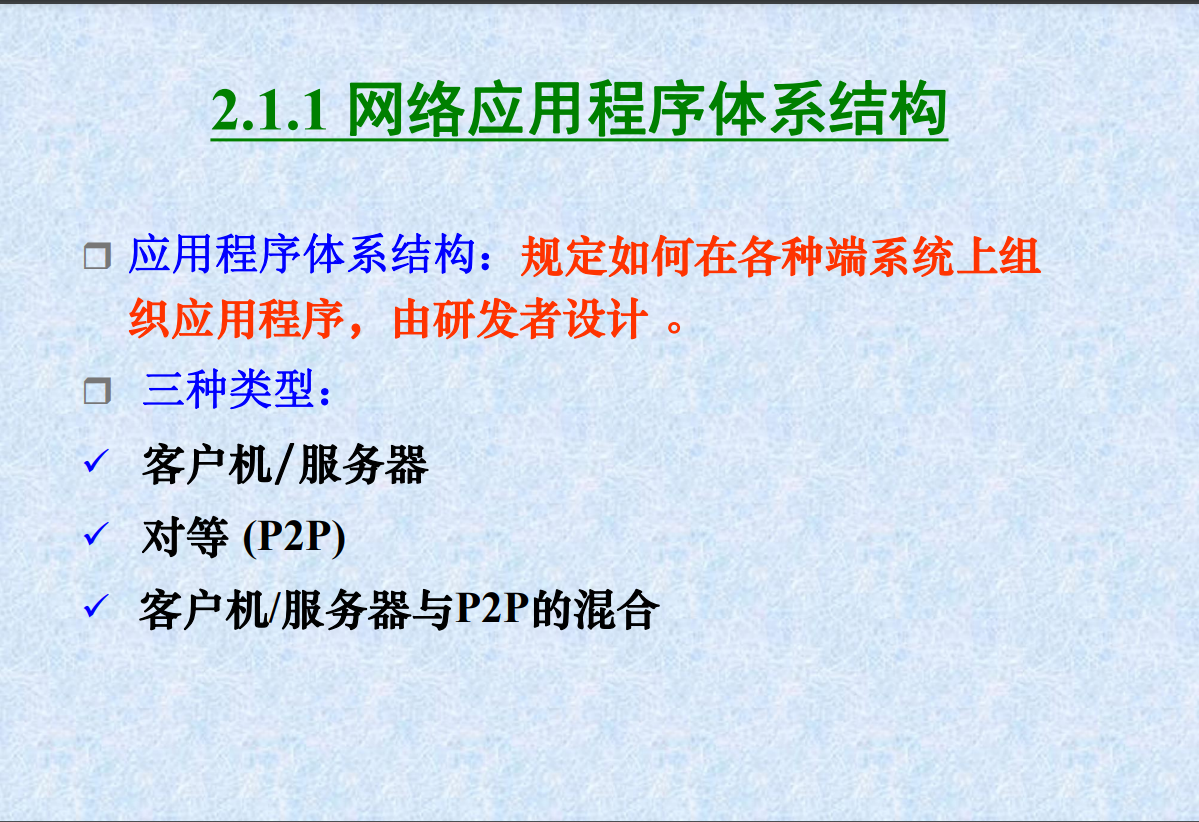 2.1.1 网络应用程序体系结构
应用程序体系结构：规定如何在各种端系统上组
织应用程序，由研发者设计 。
三种类型：
客户机/服务器
对等 (P2P)
客户机/服务器与P2P的混合